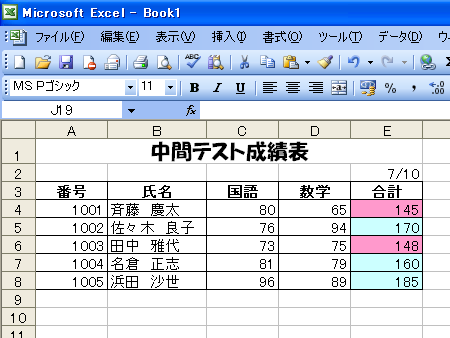 Microsoft Excel - Book1
ファイル(F) 編集(E) 表示(V) 挿入(I) 書式(O) ツール(T) データ(D)
MS Pゴシック 11 B I U % ,
J19 fx
A B C D E
1 中間テスト成績表
2 7/10
3 番号 氏名 国語 数学 合計
4 1001 斉藤 慶太 80 65 145
5 1002 佐々木 良子 76 94 170
6 1003 田中 雅代 73 75 148
7 1004 名倉 正志 81 79 160
8 1005 浜田 沙世 96 89 185
9
10
11